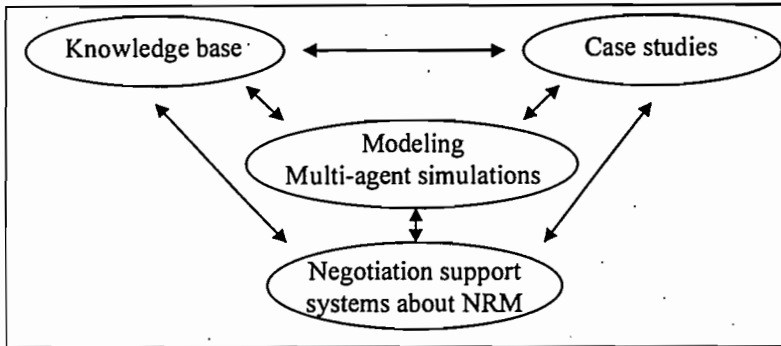 Knowledge base
Case studies
Modeling
Multi-agent simulations
Negotiation support
systems about NRM